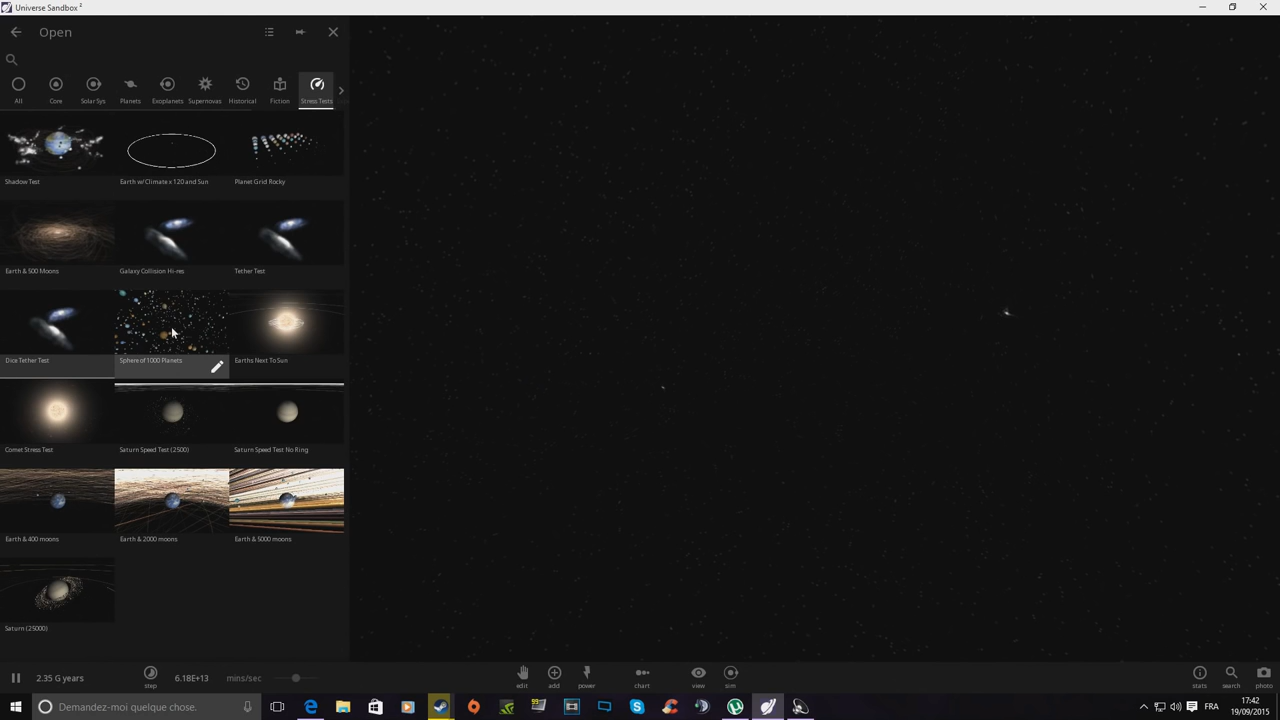 Universe Sandbox ²
Open
All Core Solar Sys Planets Exoplanets Supernovas Historical Fiction Stress Tests
Shadow Test Earth w/ Climate x 120 and Sun Planet Grid Rocky
Earth & 500 Moons Galaxy Collision Hi-res Tether Test
Dice Tether Test Sphere of 1000 Planets Earths Next To Sun
Comet Stress Test Saturn Speed Test (2500) Saturn Speed Test No Ring
Earth & 400 moons Earth & 2000 moons Earth & 5000 moons
Saturn (25000)
2.35 G years step 6.18E+13 mins/sec edit add power chart view sim stats search photo
Demandez-moi quelque chose. 99 FRA 17:42
19/09/2015